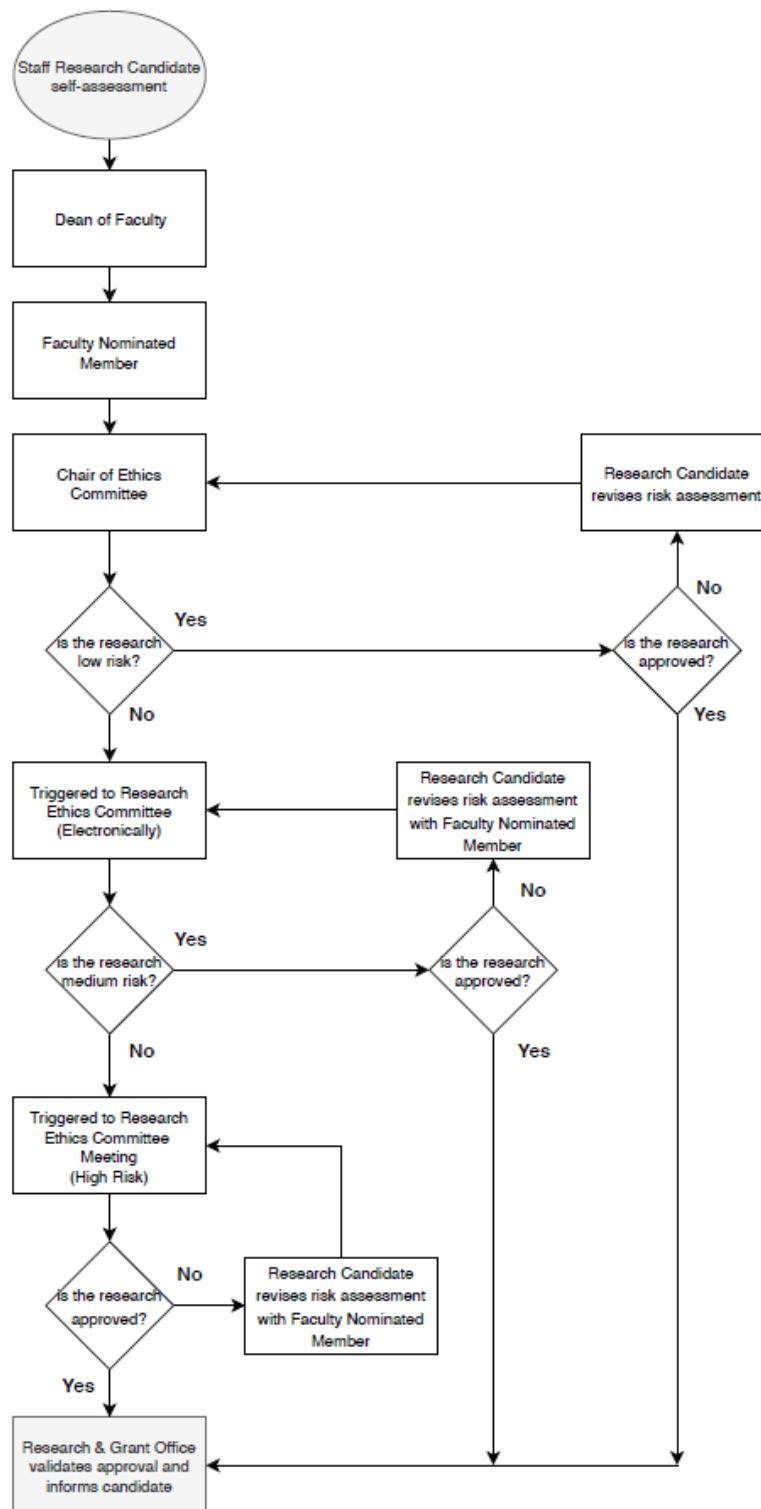 Staff Research Candidate
self-assessment
Dean of Faculty
Faculty Nominated
Member
Chair of Ethics
Committee
Research Candidate
revises risk assessment
No
Yes
is the research
low risk?
is the research
approved?
No
Yes
Triggered to Research
Ethics Committee
(Electronically)
Research Candidate
revises risk assessment
with Faculty Nominated
Member
No
Yes
is the research
medium risk?
is the research
approved?
No
Yes
Triggered to Research
Ethics Committee
Meeting
(High Risk)
No
is the research
approved?
Research Candidate
revises risk assessment
with Faculty Nominated
Member
Yes
Research & Grant Office
validates approval and
informs candidate